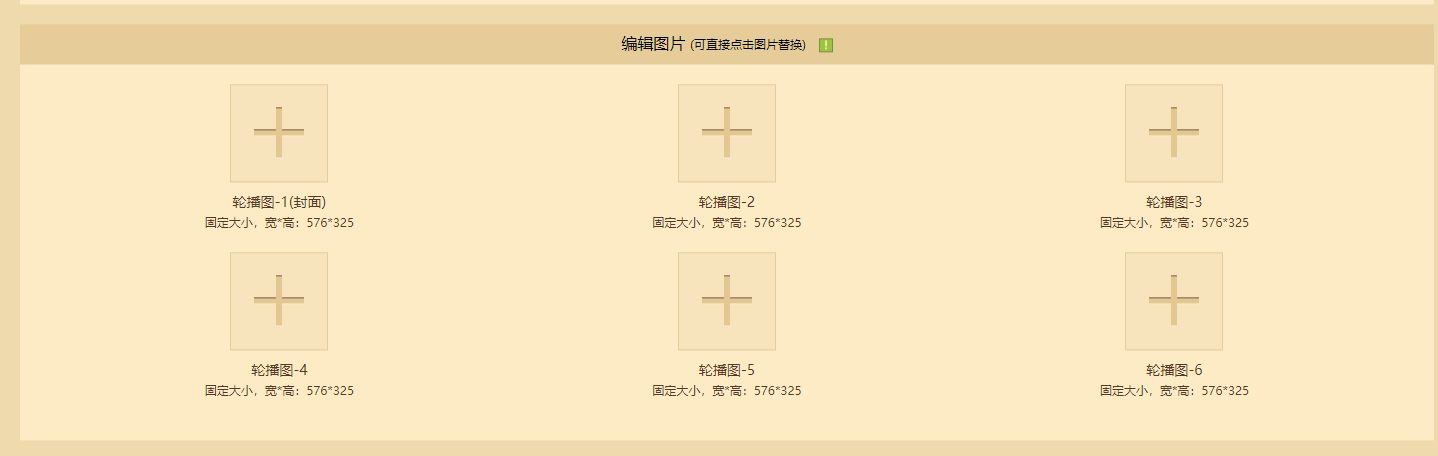 编辑图片 (可直接点击图片替换) !
轮播图-1(封面) 轮播图-2 轮播图-3
固定大小，宽*高：576*325 固定大小，宽*高：576*325 固定大小，宽*高：576*325
轮播图-4 轮播图-5 轮播图-6
固定大小，宽*高：576*325 固定大小，宽*高：576*325 固定大小，宽*高：576*325